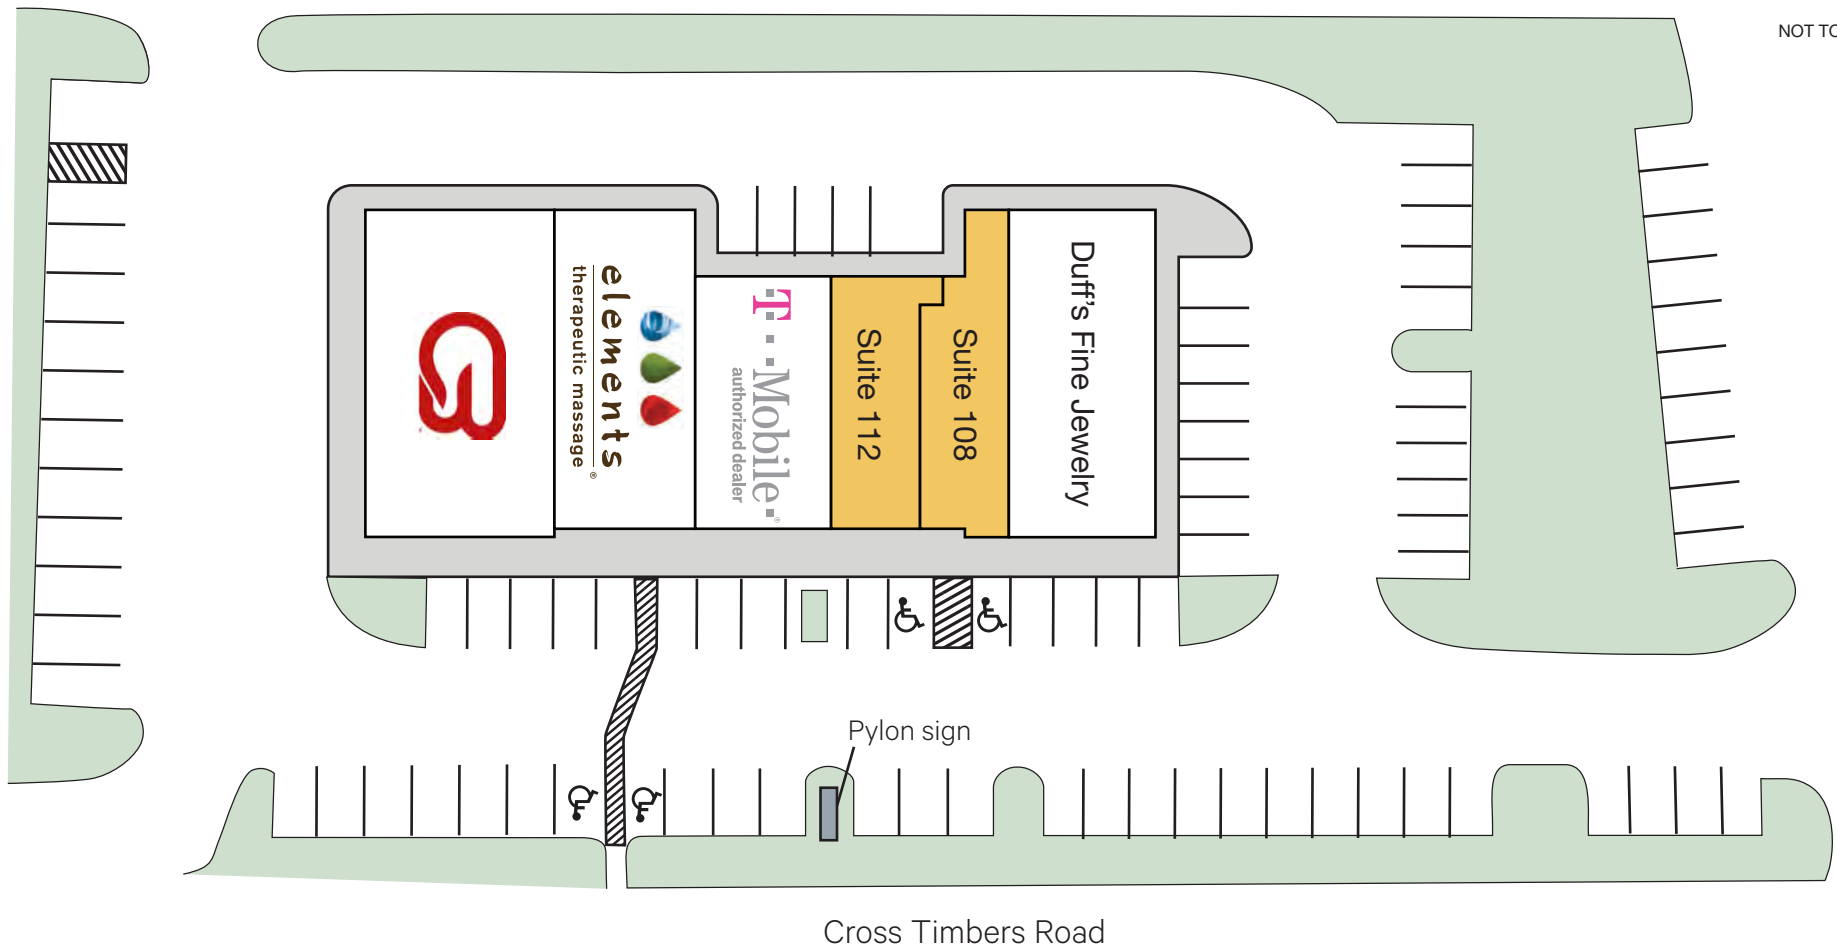 NOT TO
elements
therapeutic massage
T Mobile
authorized dealer
Suite 112
Suite 108
Duff's Fine Jewelry
Pylon sign
Cross Timbers Road